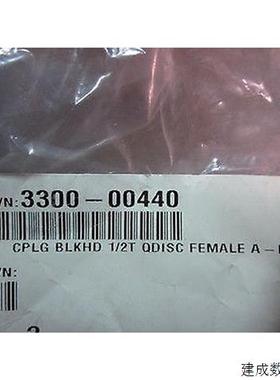 /N: 3300-00440
CPLG BLKHD 1/2T QDISC FEMALE A-
/N:
建成数